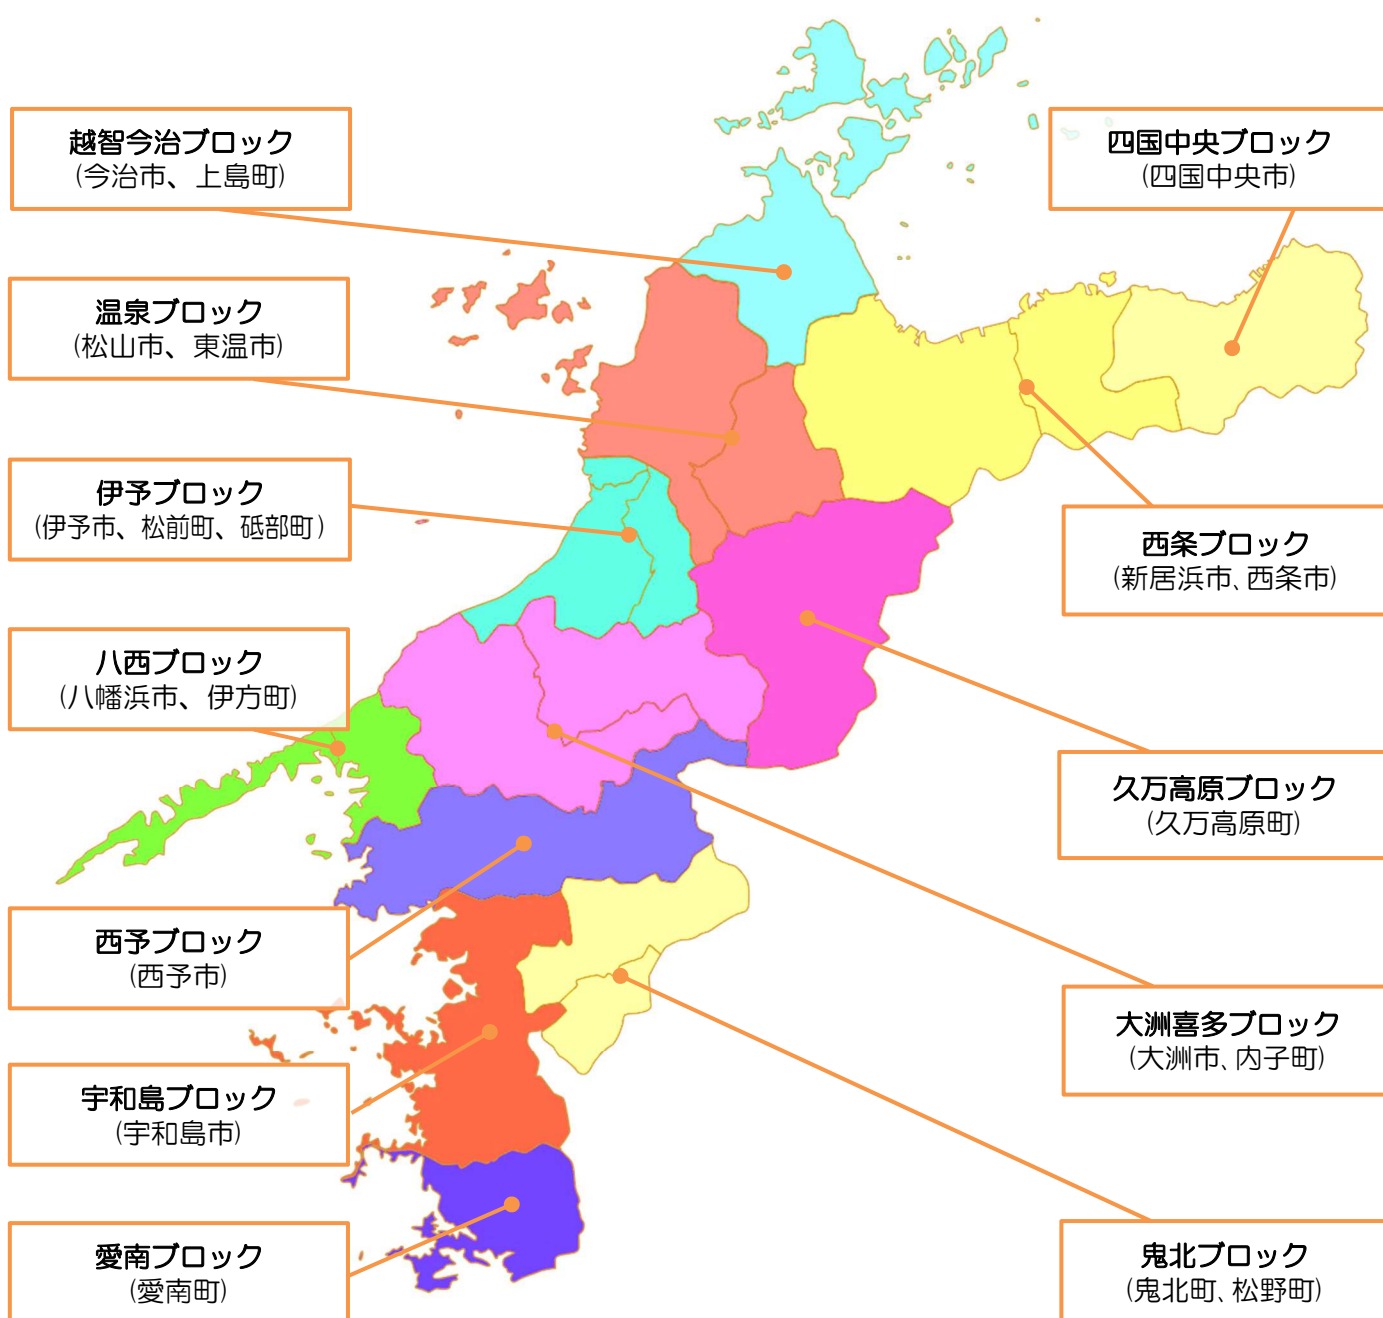 越智今治ブロック
(今治市、上島町)
温泉ブロック
(松山市、東温市)
伊予ブロック
(伊予市、松前町、砥部町)
八西ブロック
(八幡浜市、伊方町)
西予ブロック
(西予市)
宇和島ブロック
(宇和島市)
愛南ブロック
(愛南町)
四国中央ブロック
(四国中央市)
西条ブロック
(新居浜市、西条市)
久万高原ブロック
(久万高原町)
大洲喜多ブロック
(大洲市、内子町)
鬼北ブロック
(鬼北町、松野町)